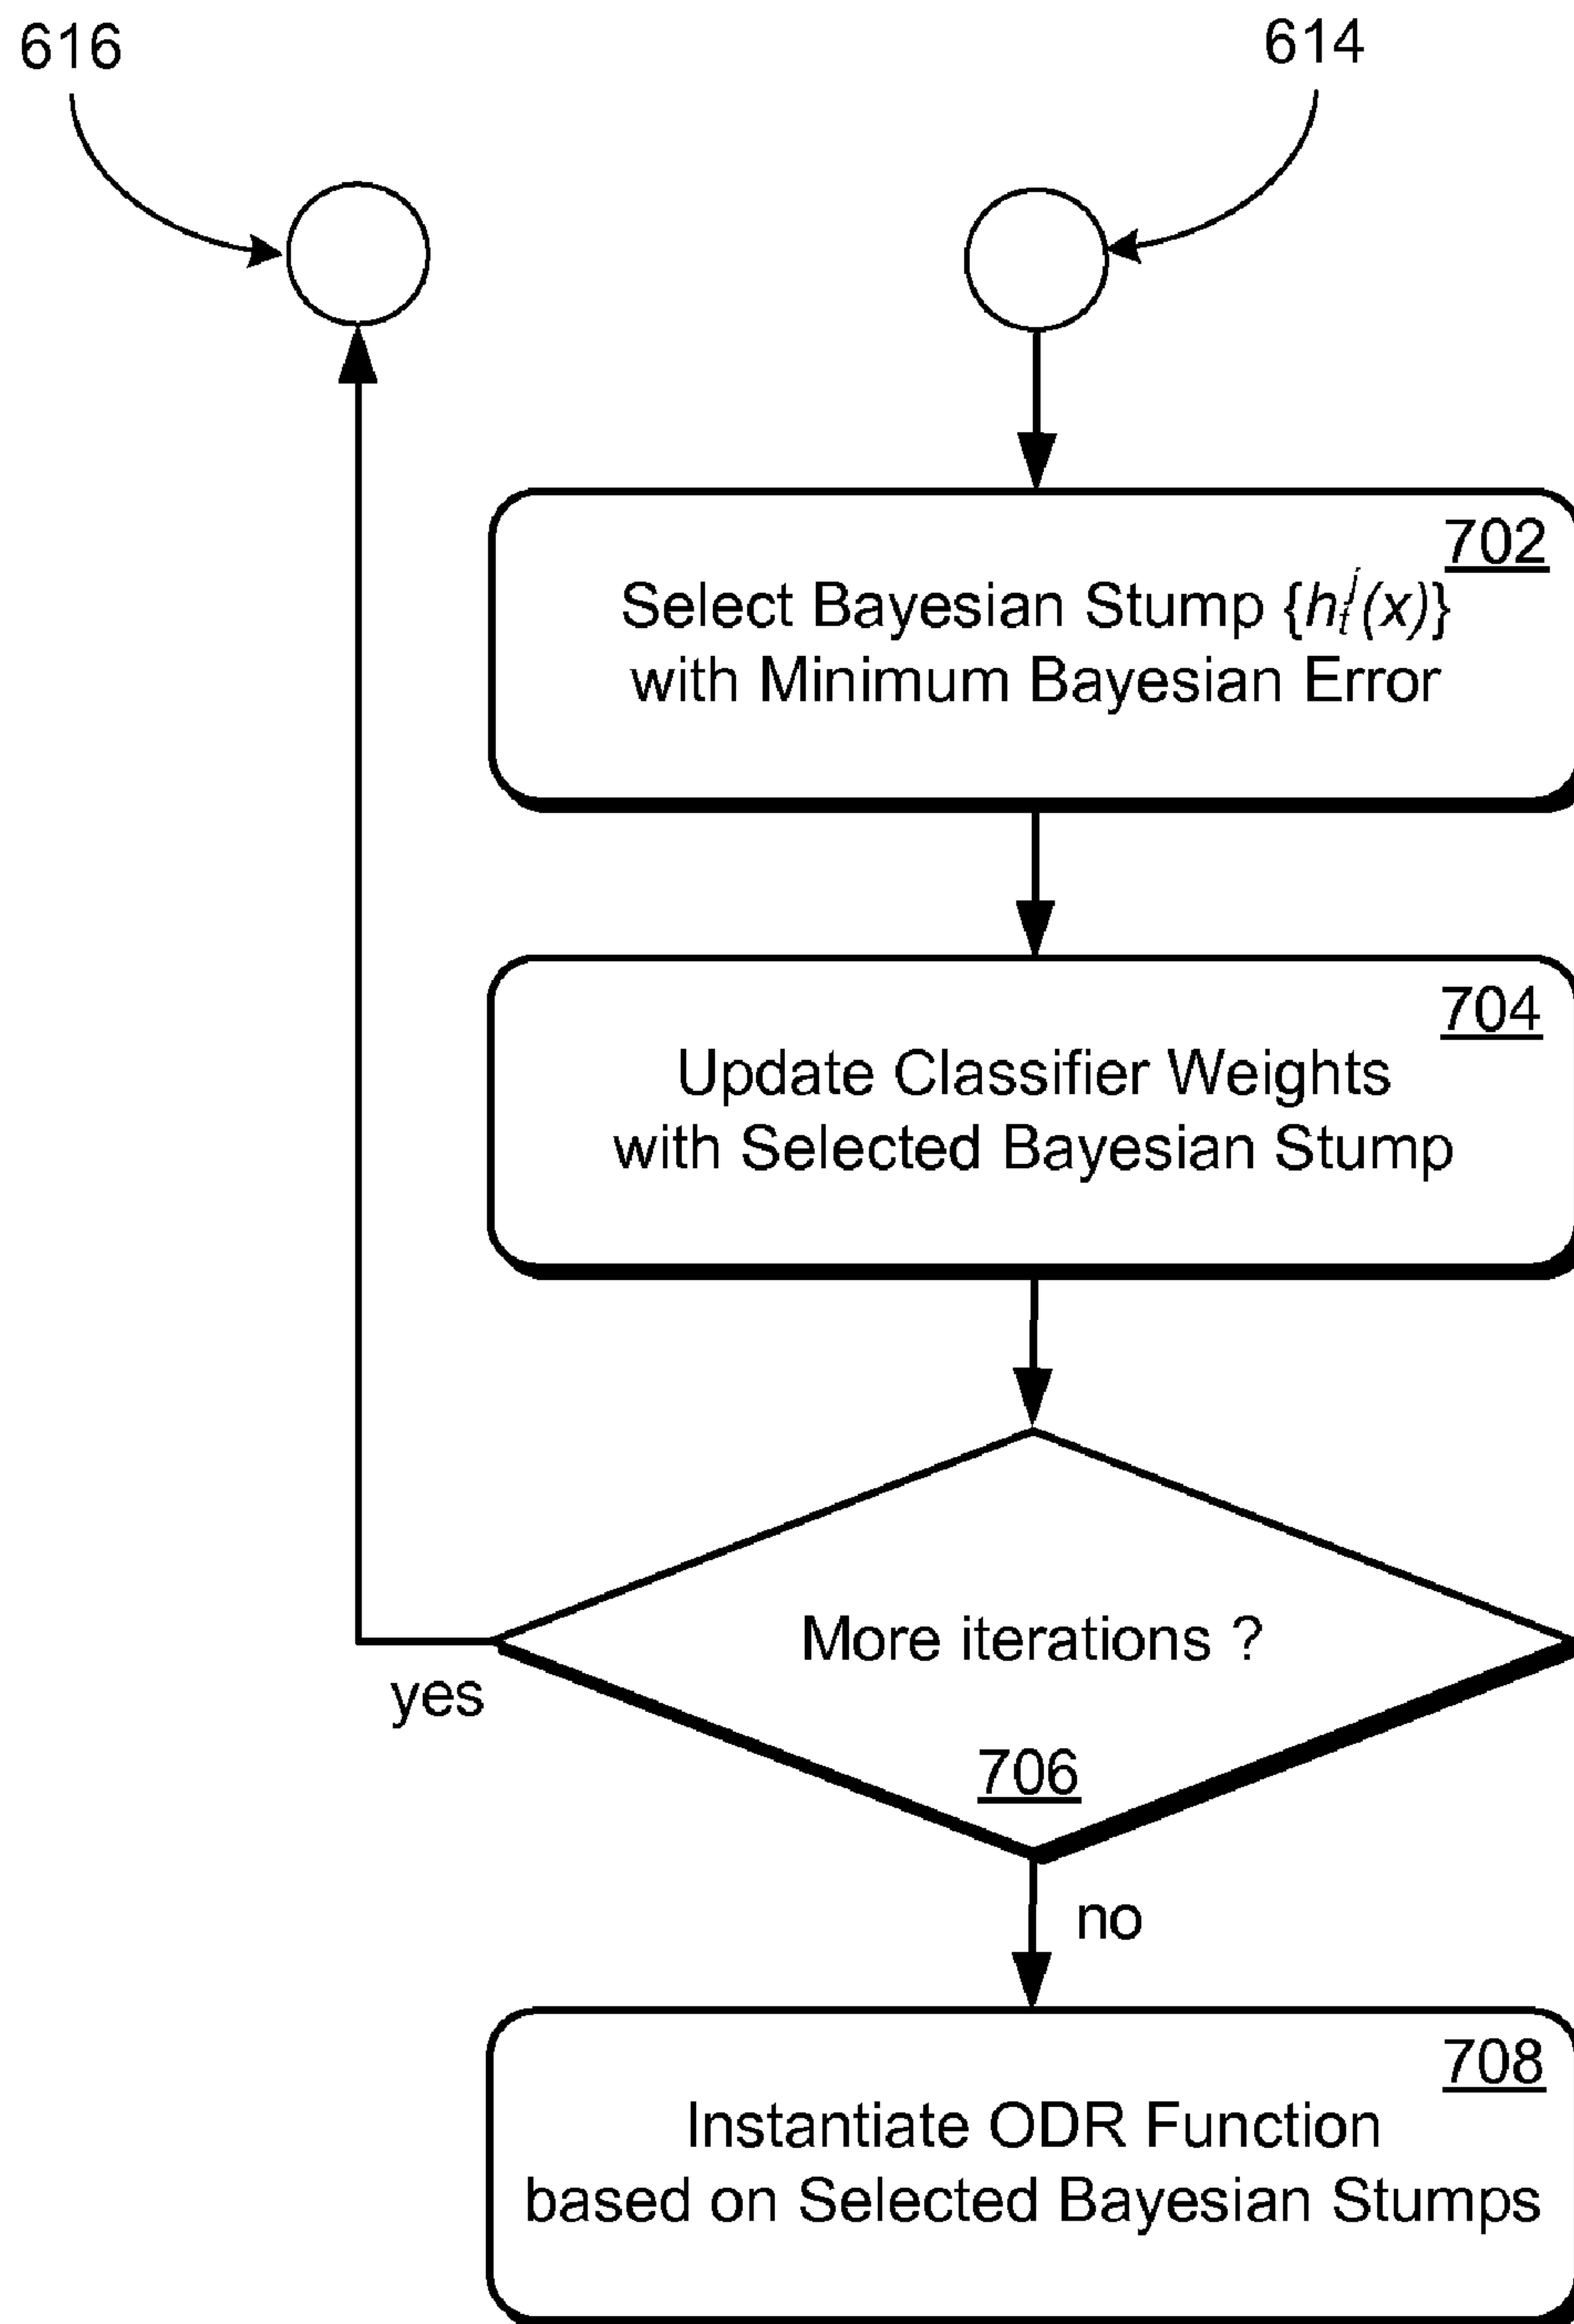 616
614
702
Select Bayesian Stump {hₜʲ(x)}
with Minimum Bayesian Error
704
Update Classifier Weights
with Selected Bayesian Stump
More iterations ?
yes
706
no
708
Instantiate ODR Function
based on Selected Bayesian Stumps